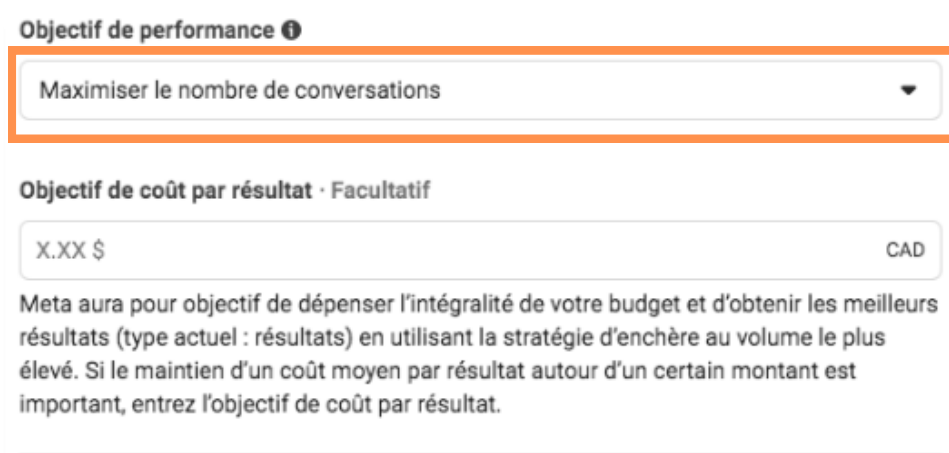 Objectif de performance
Maximiser le nombre de conversations
Objectif de coût par résultat · Facultatif
X.XX $ CAD
Meta aura pour objectif de dépenser l’intégralité de votre budget et d’obtenir les meilleurs
résultats (type actuel : résultats) en utilisant la stratégie d’enchère au volume le plus
élevé. Si le maintien d’un coût moyen par résultat autour d’un certain montant est
important, entrez l’objectif de coût par résultat.